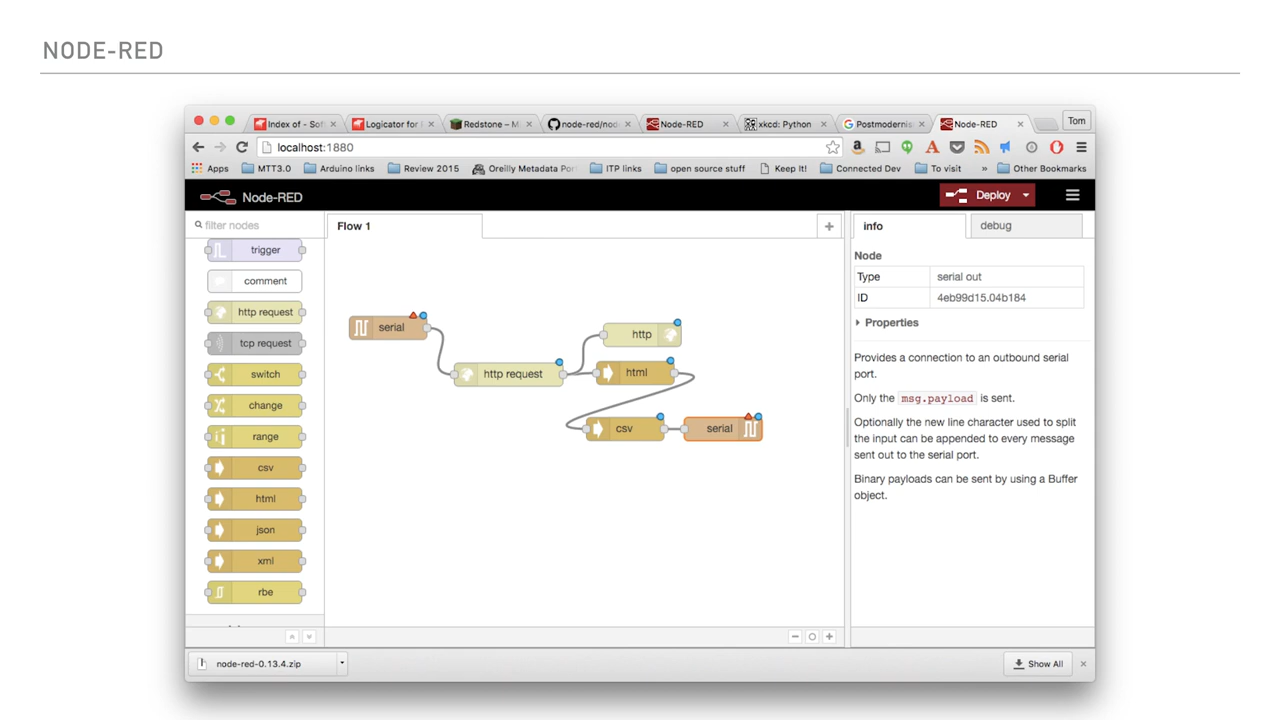 NODE-RED
Index of - Soft
Logicator for
Redstone – Mi
node-red/node
Node-RED
xkcd: Python
Postmodernis
Node-RED
Tom
localhost:1880
Apps
MTT3.0
Arduino links
Review 2015
Oreilly Metadata Por
ITP links
open source stuff
Keep It!
Connected Dev
To visit
»
Other Bookmarks
Node-RED
Deploy
filter nodes
Flow 1
info
debug
trigger
comment
http request
tcp request
switch
change
range
csv
html
json
xml
rbe
serial
http request
http
html
csv
serial
Node
Type
serial out
ID
4eb99d15.04b184
Properties
Provides a connection to an outbound serial
port.
Only the msg.payload is sent.
Optionally the new line character used to split
the input can be appended to every message
sent out to the serial port.
Binary payloads can be sent by using a Buffer
object.
node-red-0.13.4.zip
Show All